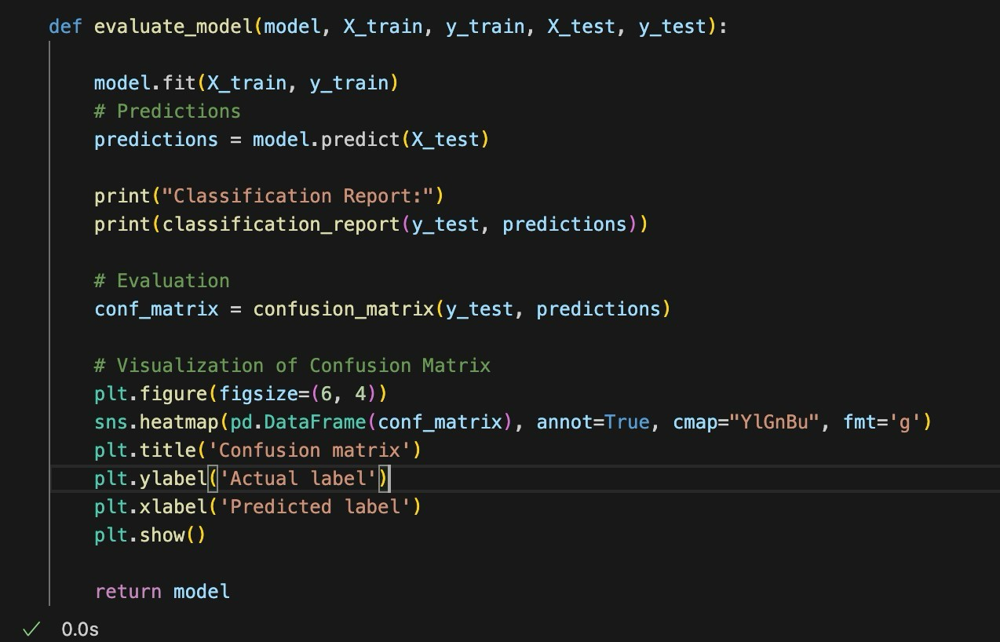 def evaluate_model(model, X_train, y_train, X_test, y_test):
model.fit(X_train, y_train)
# Predictions
predictions = model.predict(X_test)
print("Classification Report:")
print(classification_report(y_test, predictions))
# Evaluation
conf_matrix = confusion_matrix(y_test, predictions)
# Visualization of Confusion Matrix
plt.figure(figsize=(6, 4))
sns.heatmap(pd.DataFrame(conf_matrix), annot=True, cmap="YlGnBu", fmt='g')
plt.title('Confusion matrix')
plt.ylabel('Actual label')
plt.xlabel('Predicted label')
plt.show()
return model
0.0s